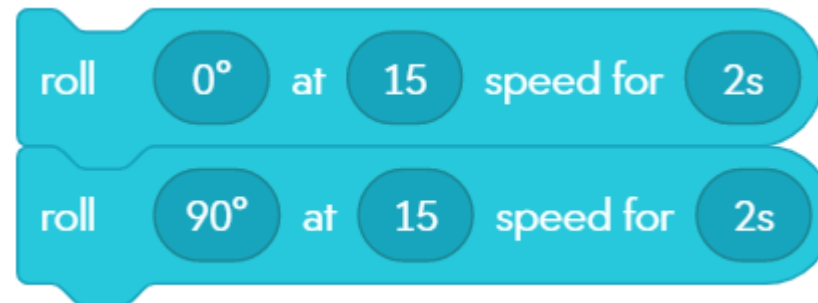 roll 0° at 15 speed for 2s
roll 90° at 15 speed for 2s